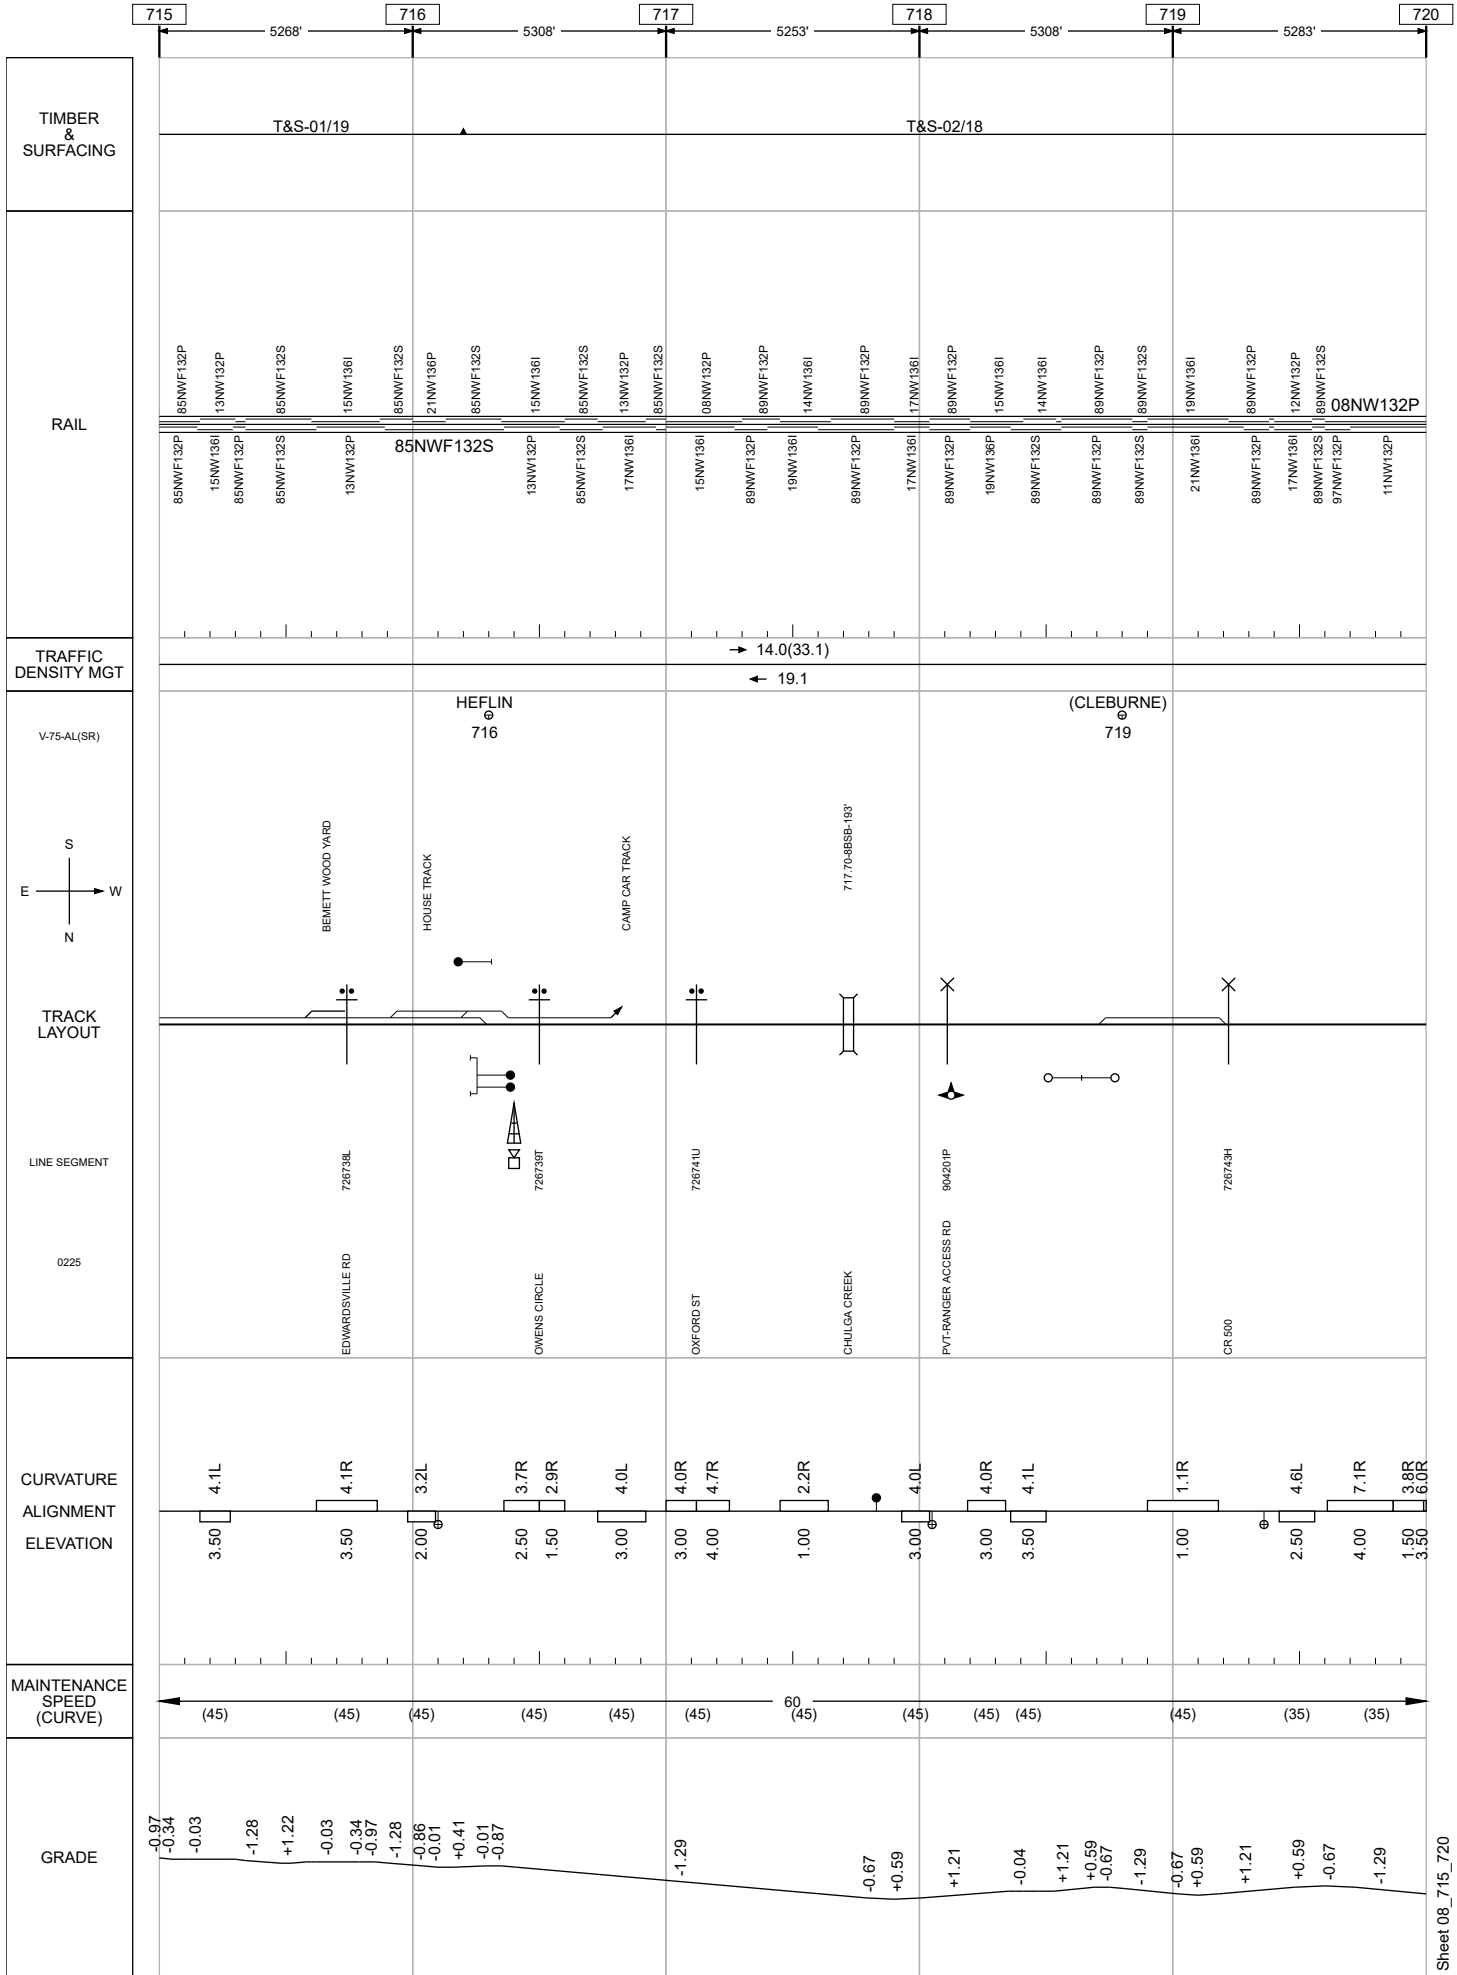 715 716 717 718 719 720
5268' 5308' 5253' 5308' 5283'
TIMBER
&
SURFACING
T&S-01/19 T&S-02/18
RAIL
85NWF132P 13NW132P 85NWF132S 15NW136I 85NWF132S 21NW136P 85NWF132S 15NW136I 85NWF132S 13NW132P 85NWF132S 08NW132P 89NWF132P 14NW136I 89NWF132P 17NW136I 89NWF132P 15NW136I 14NW136I 89NWF132P 89NWF132S 19NW136I 89NWF132P 12NW132P 89NWF132S
08NW132P
85NWF132S
85NWF132P 15NW136I 85NWF132P 85NWF132S 13NW132P 13NW132P 85NWF132S 17NW136I 15NW136I 89NWF132P 19NW136I 89NWF132P 17NW136I 89NWF132P 19NW136P 89NWF132S 89NWF132P 89NWF132S 21NW136I 89NWF132P 17NW136I 89NWF132S 97NWF132P 11NW132P
TRAFFIC
DENSITY MGT
14.0(33.1)
19.1
HEFLIN (CLEBURNE)
716 719
V-75-AL(SR)
S
E W
N
BEMETT WOOD YARD HOUSE TRACK CAMP CAR TRACK 717.70-8BSB-193'
TRACK
LAYOUT
LINE SEGMENT
726738L 726739T 726741U 904201P 726743H
0225
EDWARDSVILLE RD OWENS CIRCLE OXFORD ST CHULGA CREEK PVT-RANGER ACCESS RD CR 500
CURVATURE
4.1L 4.1R 3.2L 3.7R 2.9R 4.0L 4.0R 4.7R 2.2R 4.0L 4.0R 4.1L 1.1R 4.6L 7.1R 3.8R 6.0R
ALIGNMENT
ELEVATION
3.50 3.50 2.00 2.50 1.50 3.00 3.00 4.00 1.00 3.00 3.00 3.50 1.00 2.50 4.00 1.50 3.50
MAINTENANCE
SPEED
(CURVE)
60
(45) (45) (45) (45) (45) (45) (45) (45) (45) (45) (45) (35) (35)
GRADE
-0.97 -0.34 -0.03 -1.28 +1.22 -0.03 -0.34 -0.97 -1.28 -0.86 -0.01 +0.41 -0.01 -0.87 -1.29 -0.67 +0.59 +1.21 -0.04 +1.21 +0.59 -0.67 -1.29 -0.67 +0.59 +1.21 +0.59 -0.67 -1.29
Sheet 08_715_720